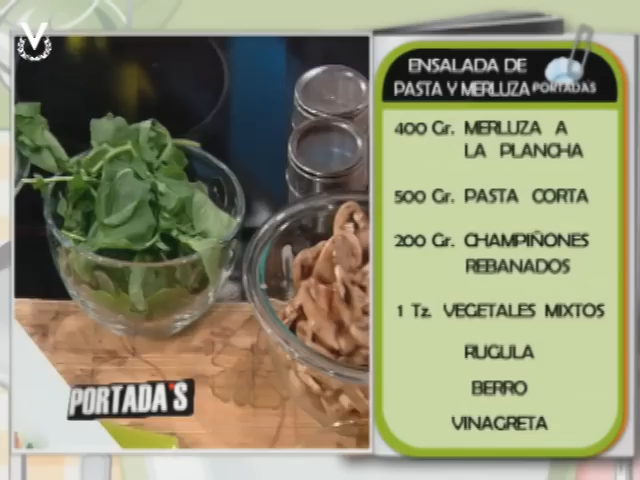 V
ENSALADA DE
PASTA Y MERLUZA PORTADA'S
400 Gr. MERLUZA A
LA PLANCHA
500 Gr. PASTA CORTA
200 Gr. CHAMPIÑONES
REBANADOS
1 Tz. VEGETALES MIXTOS
RUGULA
BERRO
VINAGRETA
PORTADA'S